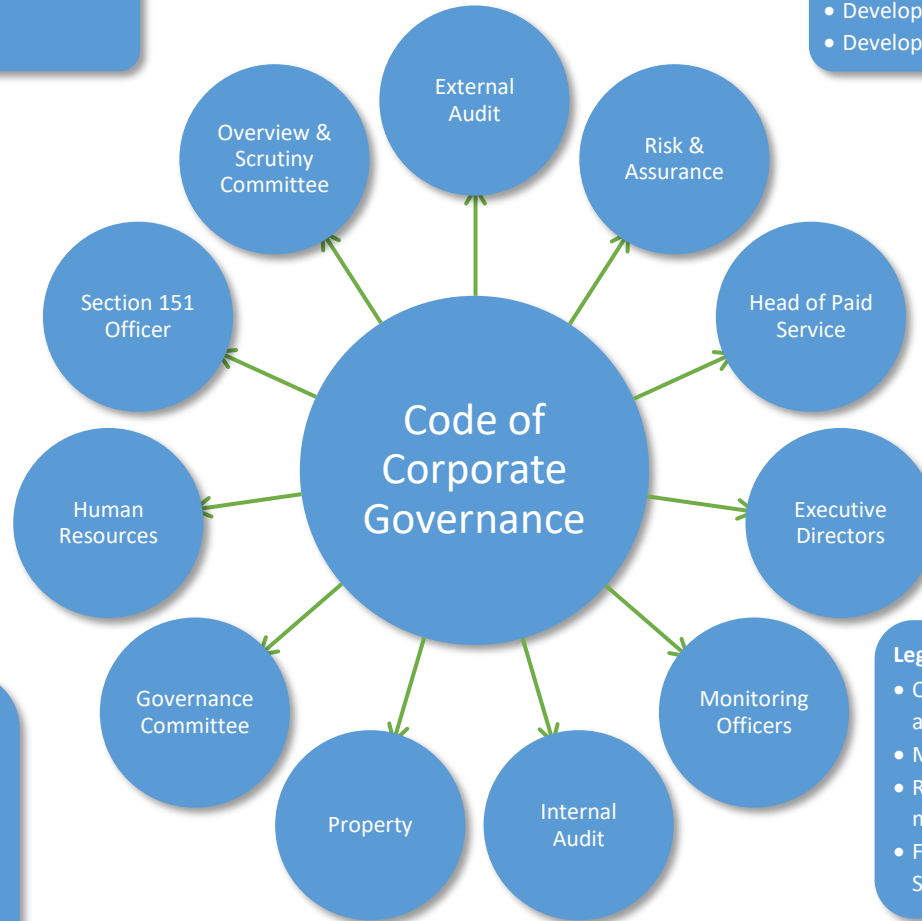 • Develop
• Develop
External
Audit
Overview &
Scrutiny
Committee
Risk &
Assurance
Section 151
Officer
Head of Paid
Service
Code of
Corporate
Governance
Human
Resources
Executive
Directors
Governance
Committee
Monitoring
Officers
Property
Internal
Audit
Leg
• C
a
• M
• R
m
• F
S